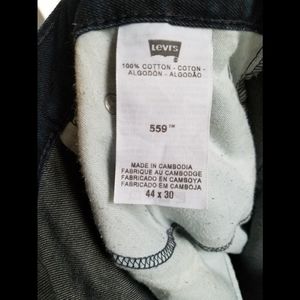 Levi's
100% COTTON - COTON -
ALGODÓN - ALGODÃO
559™
MADE IN CAMBODIA
FABRIQUE AU CAMBODGE
FABRICADO EN CAMBOYA
FABRICADO EM CAMBOJA
44 x 30